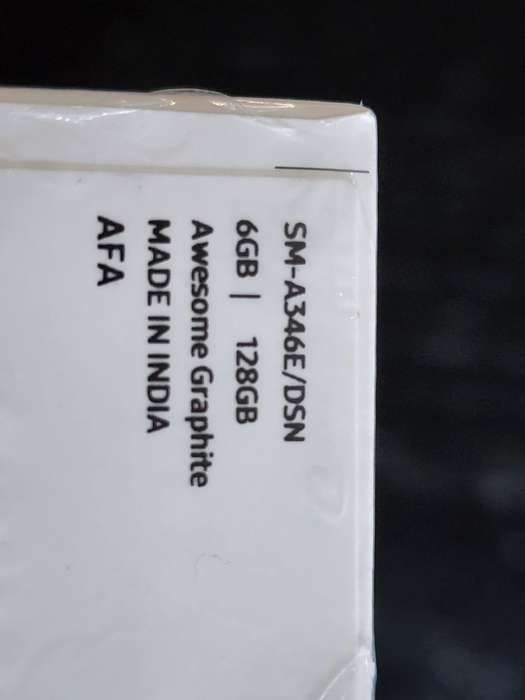 SM-A346E/DSN
6GB | 128GB
Awesome Graphite
MADE IN INDIA
AFA